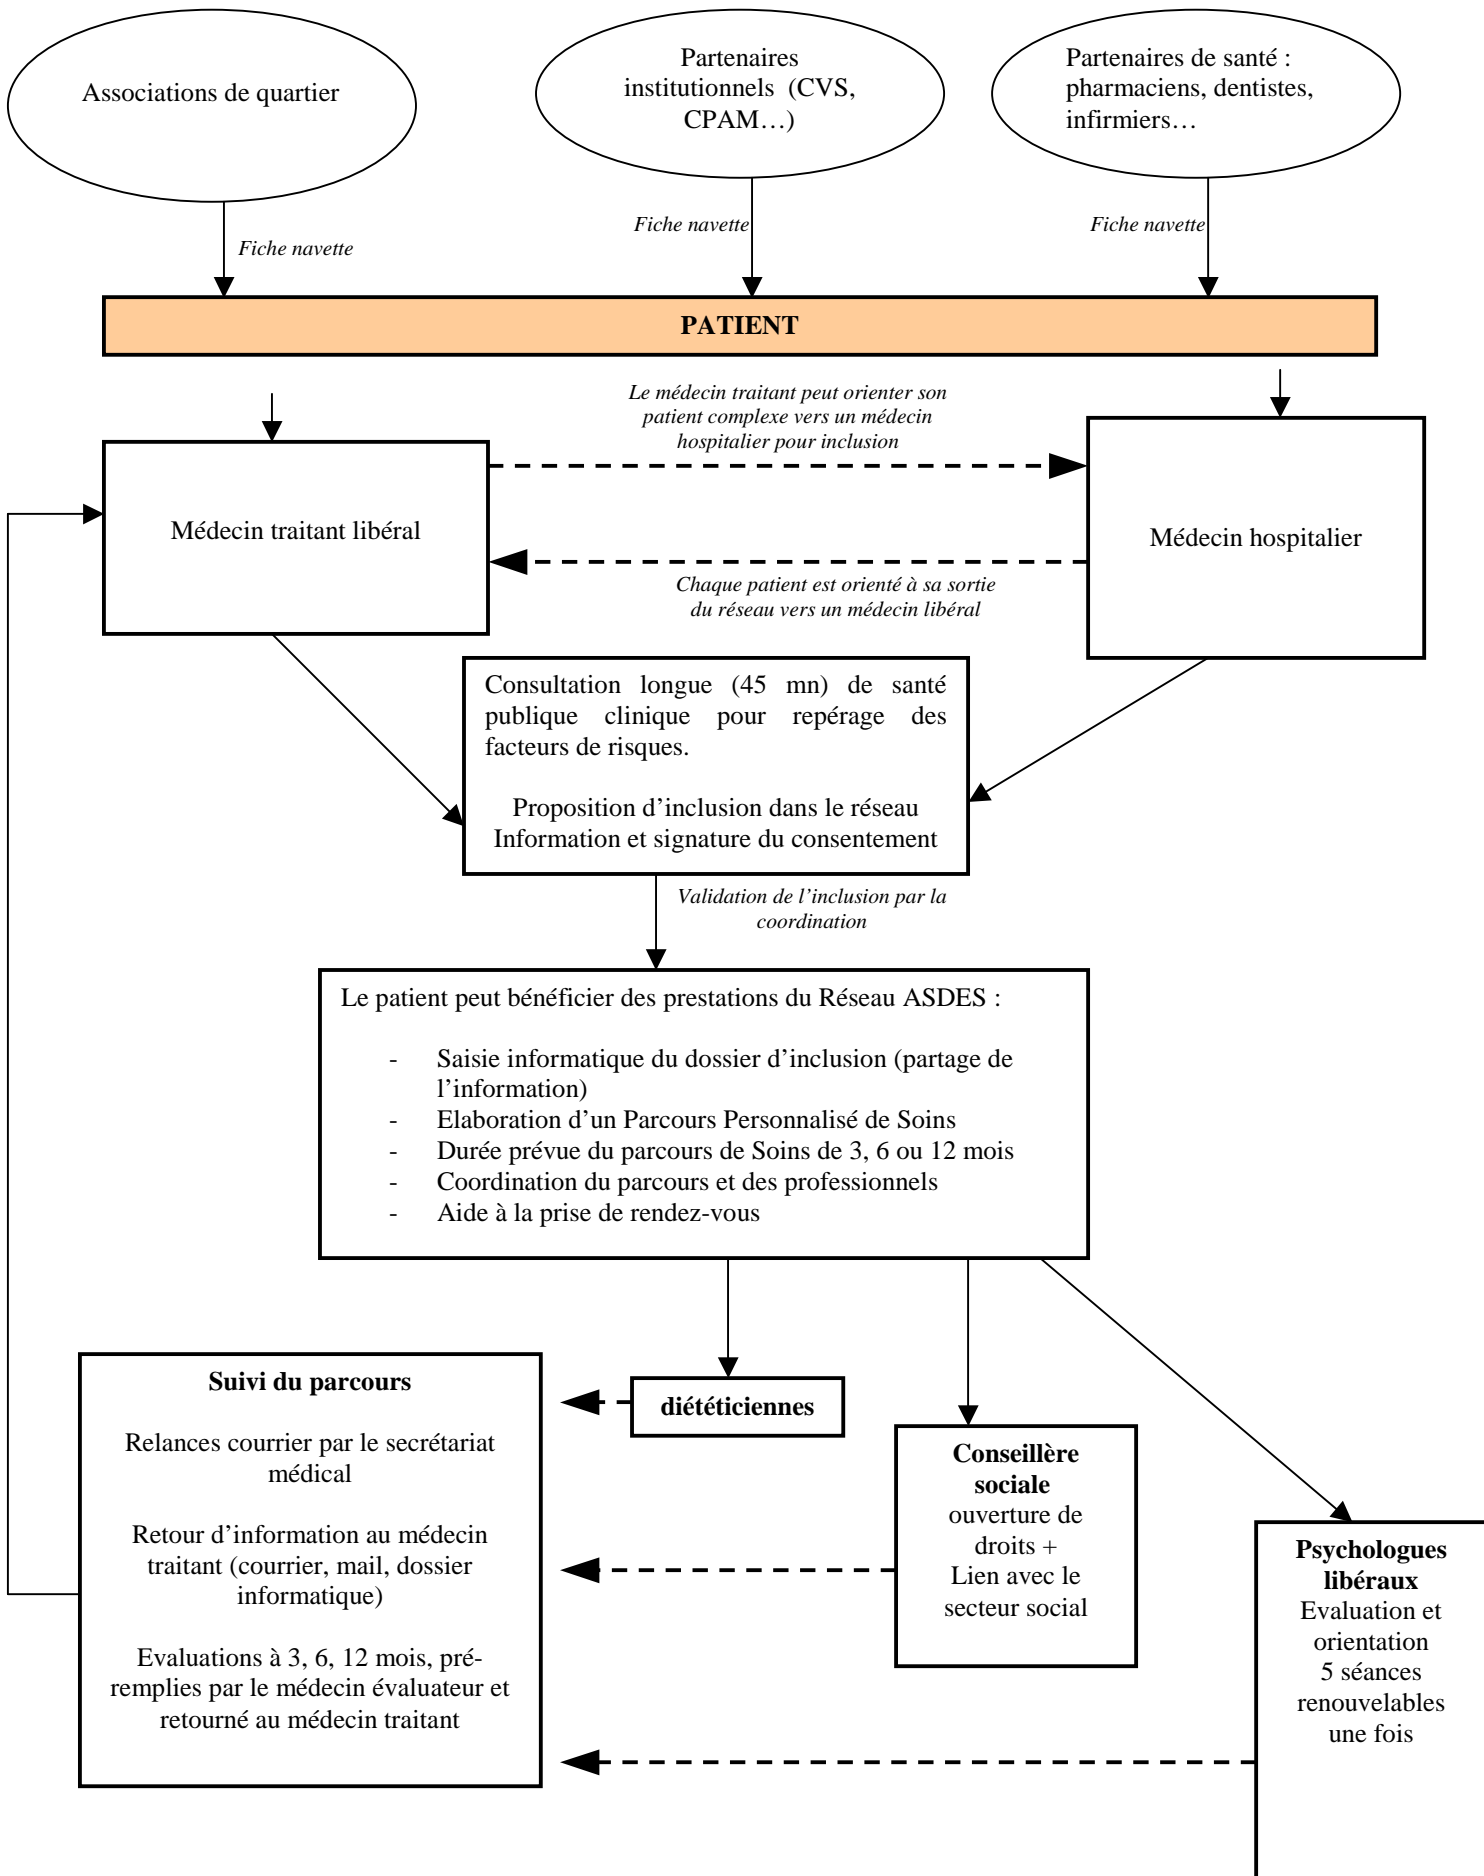 Associations de quartier
Partenaires
institutionnels (CVS,
CPAM…)
Partenaires de santé :
pharmaciens, dentistes,
infirmiers…
Fiche navette
Fiche navette
Fiche navette
PATIENT
Le médecin traitant peut orienter son
patient complexe vers un médecin
hospitalier pour inclusion
Médecin traitant libéral
Médecin hospitalier
Chaque patient est orienté à sa sortie
du réseau vers un médecin libéral
Consultation longue (45 mn) de santé
publique clinique pour repérage des
facteurs de risques.
Proposition d’inclusion dans le réseau
Information et signature du consentement
Validation de l’inclusion par la
coordination
Le patient peut bénéficier des prestations du Réseau ASDES :
- Saisie informatique du dossier d’inclusion (partage de
l’information)
- Elaboration d’un Parcours Personnalisé de Soins
- Durée prévue du parcours de Soins de 3, 6 ou 12 mois
- Coordination du parcours et des professionnels
- Aide à la prise de rendez-vous
Suivi du parcours
Relances courrier par le secrétariat
médical
Retour d’information au médecin
traitant (courrier, mail, dossier
informatique)
Evaluations à 3, 6, 12 mois, pré-
remplies par le médecin évaluateur et
retourné au médecin traitant
diététiciennes
Conseillère
sociale
ouverture de
droits +
Lien avec le
secteur social
Psychologues
libéraux
Evaluation et
orientation
5 séances
renouvelables
une fois